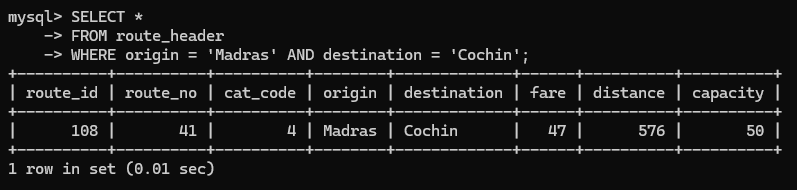 mysql> SELECT *
    -> FROM route_header
    -> WHERE origin = 'Madras' AND destination = 'Cochin';
+----------+----------+----------+--------+-------------+------+----------+----------+
| route_id | route_no | cat_code | origin | destination | fare | distance | capacity |
+----------+----------+----------+--------+-------------+------+----------+----------+
|      108 |       41 |        4 | Madras | Cochin      |   47 |      576 |       50 |
+----------+----------+----------+--------+-------------+------+----------+----------+
1 row in set (0.01 sec)